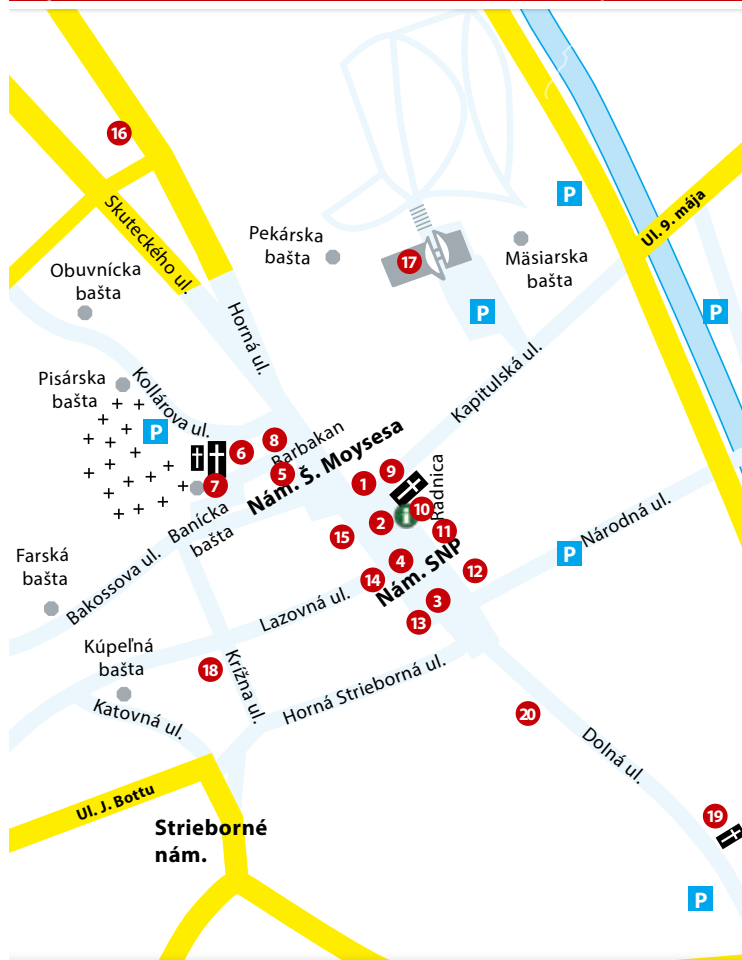 16
P
Skuteckého ul.
Ul. 9. mája
Pekárska
bašta
17
Mäsiarska
bašta
Obuvnícka
bašta
P
P
Horná ul.
Kapitulská ul.
Pisárska
bašta
Kollárova ul.
P
8
6
Barbakan
Nám. Š. Moysesa
5
9
1
7
Radnica
10
i
2
11
Banícka
bašta
15
Národná ul.
P
Nám. SNP
4
12
14
Farská
bašta
Bakossova ul.
Lazovná ul.
3
13
Kúpeľná
bašta
18
Krížna ul.
Horná Strieborná ul.
Katovná ul.
20
Dolná ul.
Ul. J. Bottu
19
Strieborné
nám.
P